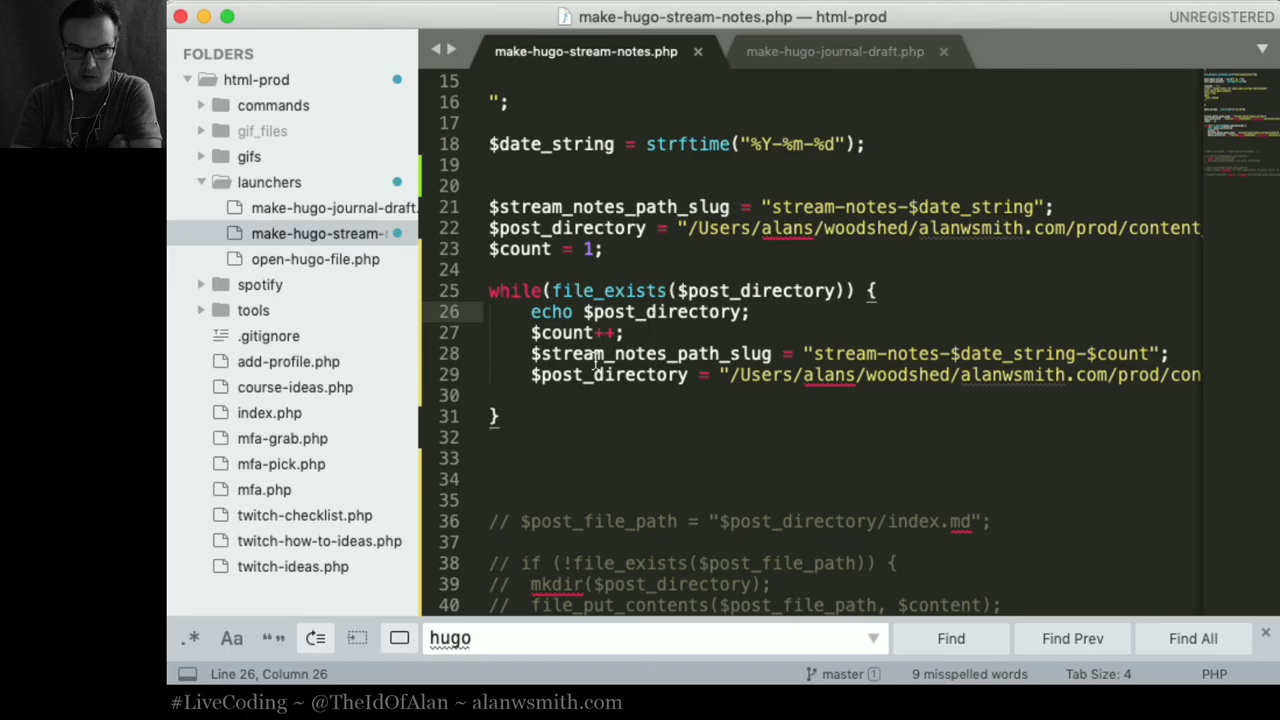 make-hugo-stream-notes.php — html-prod
UNREGISTERED
FOLDERS
html-prod
commands
gif_files
gifs
launchers
make-hugo-journal-draft.
make-hugo-stream-
open-hugo-file.php
spotify
tools
.gitignore
add-profile.php
course-ideas.php
index.php
mfa-grab.php
mfa-pick.php
mfa.php
twitch-checklist.php
twitch-how-to-ideas.php
twitch-ideas.php
make-hugo-stream-notes.php
make-hugo-journal-draft.php
15
16 ";
17
18 $date_string = strftime("%Y-%m-%d");
19
20
21 $stream_notes_path_slug = "stream-notes-$date_string";
22 $post_directory = "/Users/alans/woodshed/alanwsmith.com/prod/content_
23 $count = 1;
24
25 while(file_exists($post_directory)) {
26 echo $post_directory;
27 $count++;
28 $stream_notes_path_slug = "stream-notes-$date_string-$count";
29 $post_directory = "/Users/alans/woodshed/alanwsmith.com/prod/con
30
31 }
32
33
34
35
36 // $post_file_path = "$post_directory/index.md";
37
38 // if (!file_exists($post_file_path)) {
39 // mkdir($post_directory);
40 // file_put_contents($post_file_path, $content);
.* Aa “” hugo Find Find Prev Find All
Line 26, Column 26 master 1 9 misspelled words Tab Size: 4 PHP
#LiveCoding ~ @TheIdOfAlan ~ alanwsmith.com